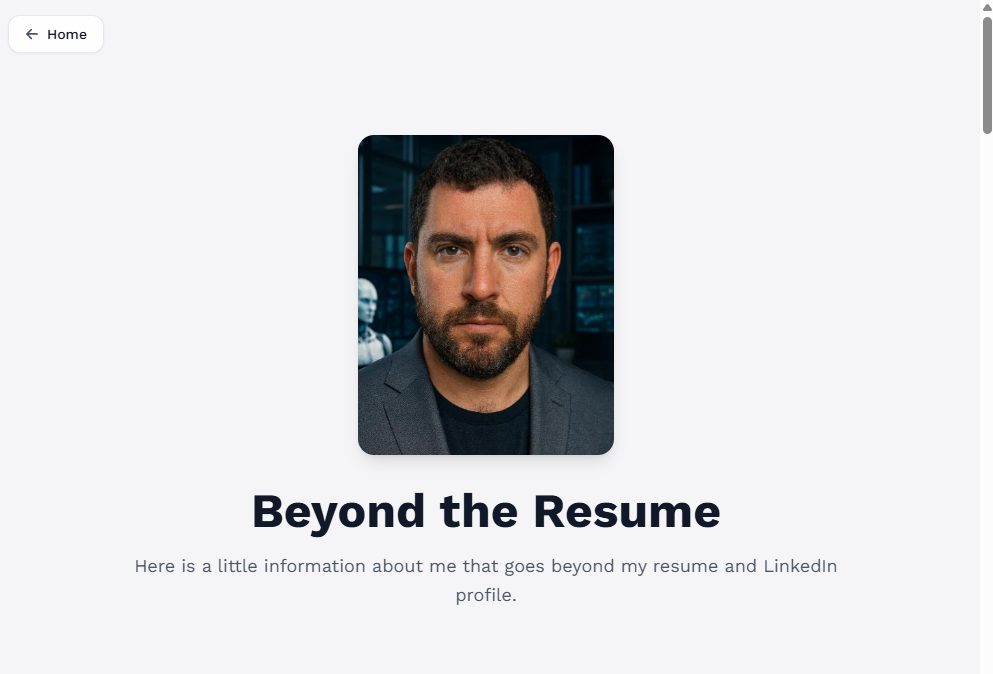 Home
Beyond the Resume
Here is a little information about me that goes beyond my resume and LinkedIn
profile.